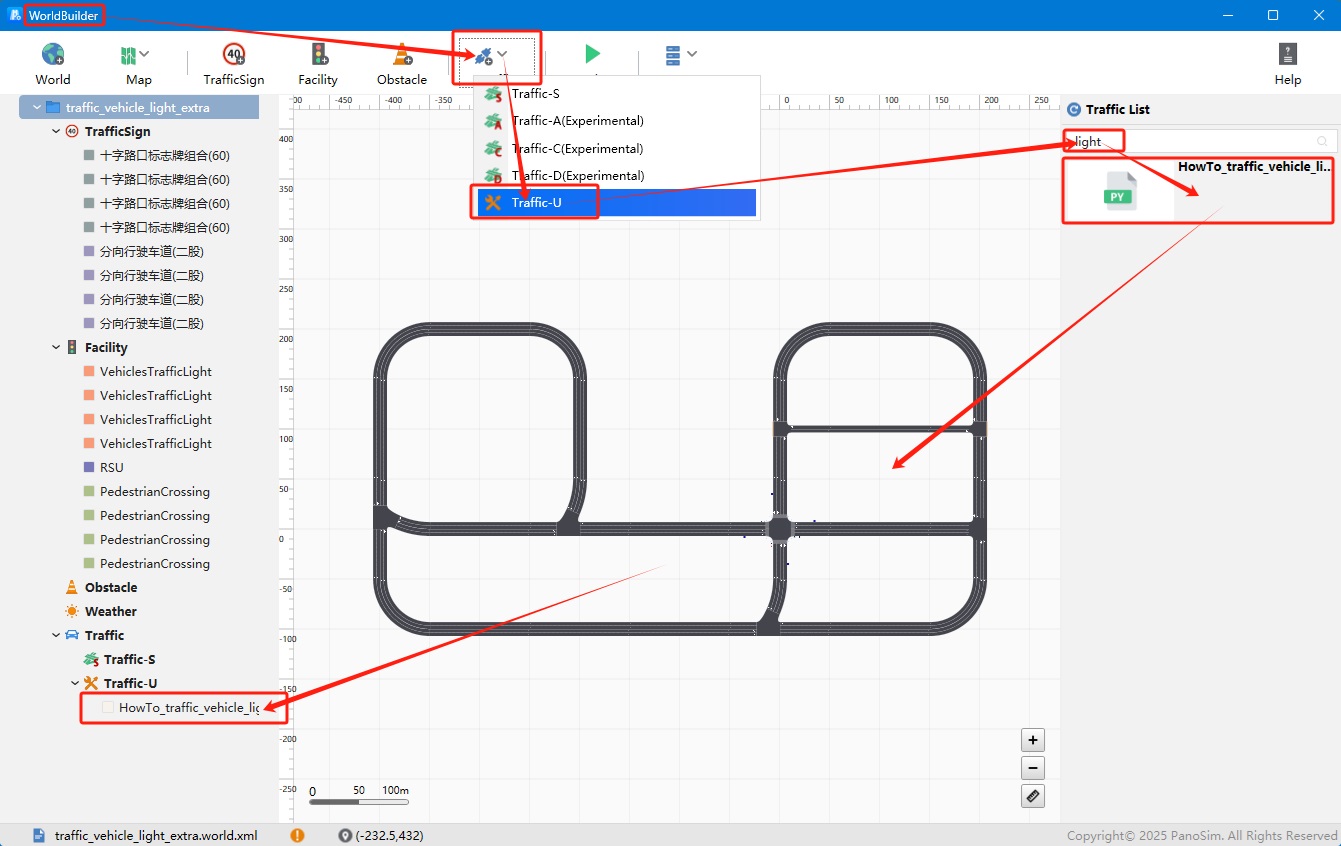 WorldBuilder
World
Map
TrafficSign
Facility
Obstacle
Help
traffic_vehicle_light_extra
TrafficSign
十字路口标志牌组合(60)
十字路口标志牌组合(60)
十字路口标志牌组合(60)
十字路口标志牌组合(60)
分向行驶车道(二股)
分向行驶车道(二股)
分向行驶车道(二股)
分向行驶车道(二股)
Facility
VehiclesTrafficLight
VehiclesTrafficLight
VehiclesTrafficLight
VehiclesTrafficLight
RSU
PedestrianCrossing
PedestrianCrossing
PedestrianCrossing
PedestrianCrossing
Obstacle
Weather
Traffic
Traffic-S
Traffic-U
HowTo_traffic_vehicle_lig
Traffic-S
Traffic-A(Experimental)
Traffic-C(Experimental)
Traffic-D(Experimental)
Traffic-U
-450 -400 -350 0 50 100 150 200 250
400
350
300
250
200
150
100
50
0
-50
-100
-150
-200
-250
0 50 100m
+
−
Traffic List
light
HowTo_traffic_vehicle_li...
PY
traffic_vehicle_light_extra.world.xml
(-232.5,432)
Copyright© 2025 PanoSim. All Rights Reserved